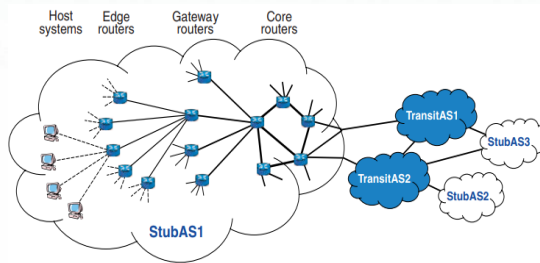 Host systems
Edge routers
Gateway routers
Core routers
TransitAS1
StubAS3
TransitAS2
StubAS2
StubAS1